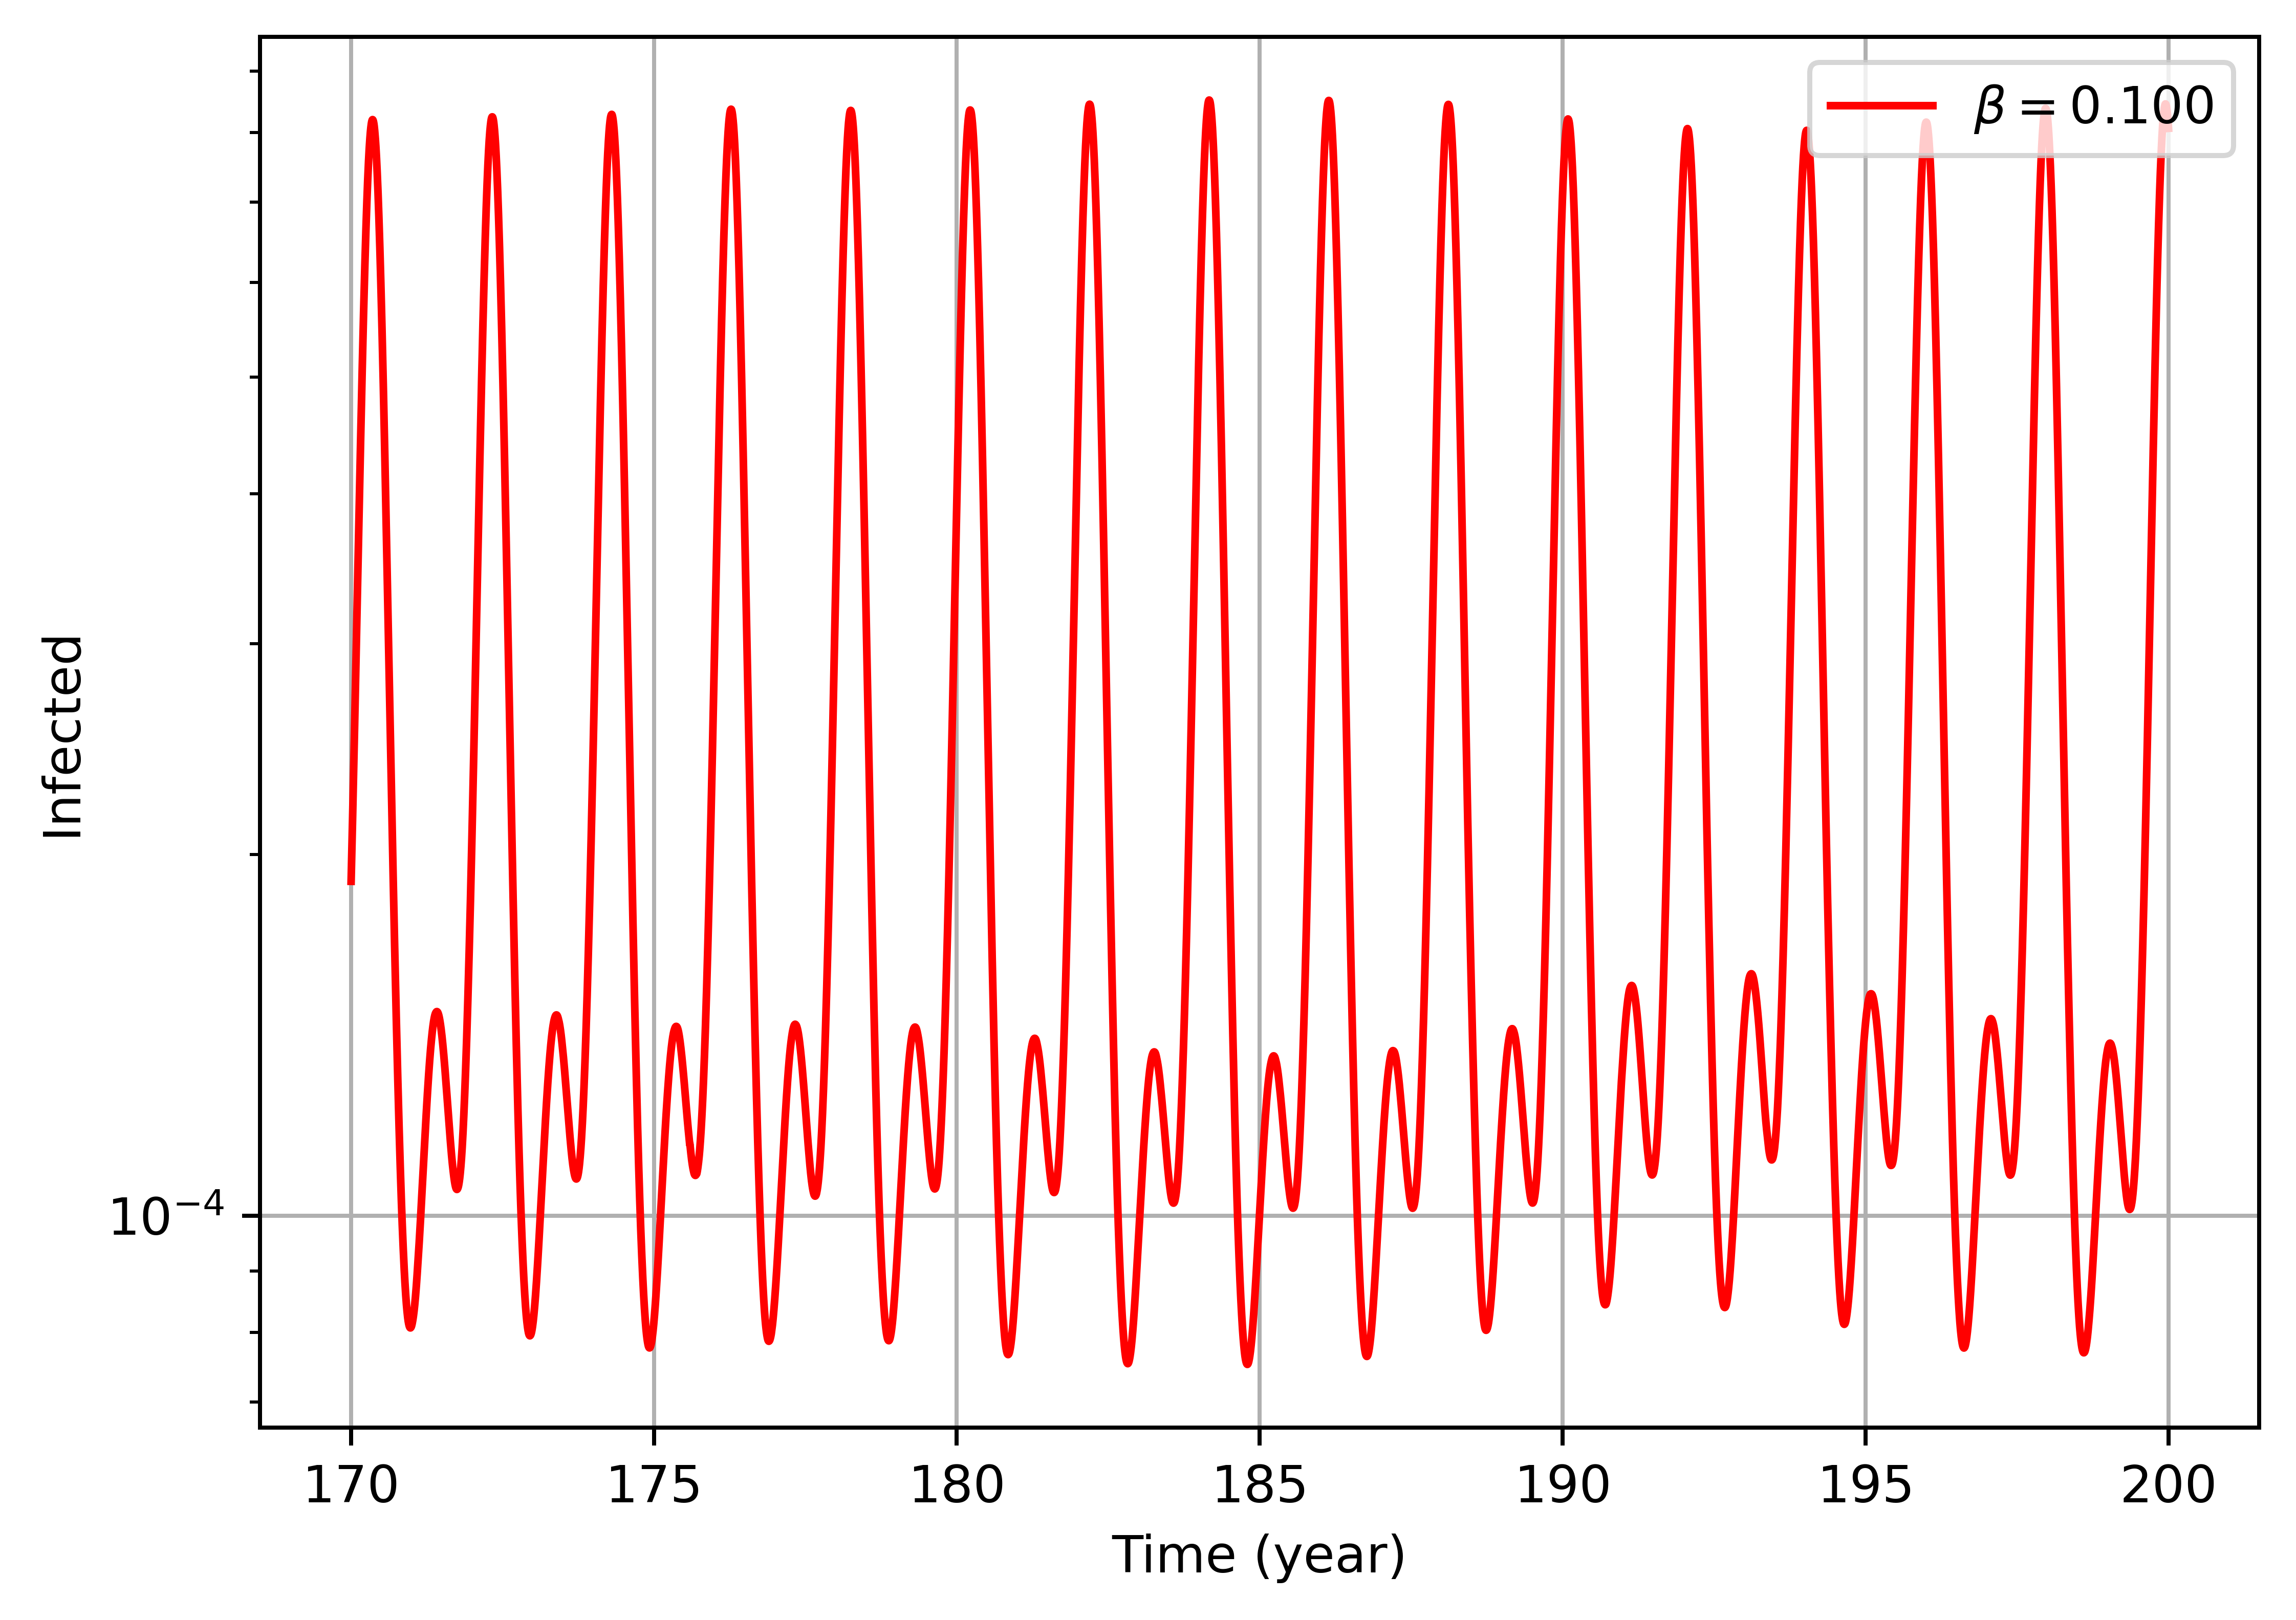 β = 0.100
Infected
10⁻⁴
170 175 180 185 190 195 200
Time (year)